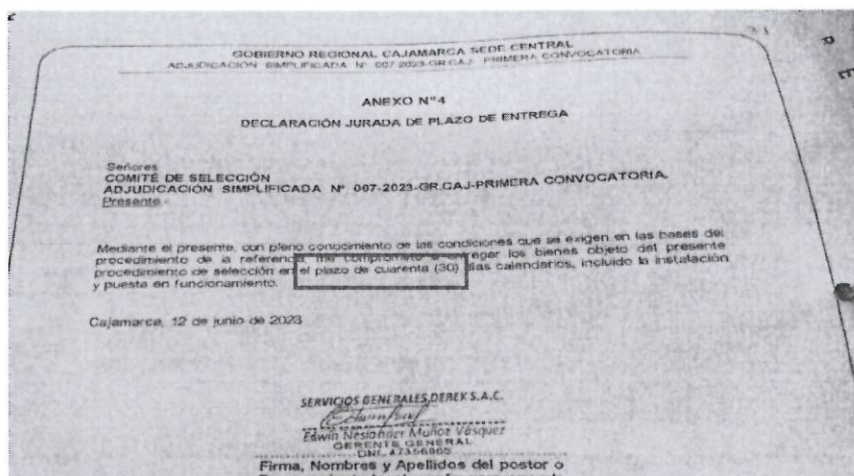 GOBIERNO REGIONAL CAJAMARCA SEDE CENTRAL
ADJUDICACIÓN SIMPLIFICADA N° 007-2023-GR.CAJ- PRIMERA CONVOCATORIA
ANEXO N°4
DECLARACIÓN JURADA DE PLAZO DE ENTREGA
Señores
COMITÉ DE SELECCIÓN
ADJUDICACIÓN SIMPLIFICADA N° 007-2023-GR.CAJ-PRIMERA CONVOCATORIA.
Presente.-
Mediante el presente, con pleno conocimiento de las condiciones que se exigen en las bases del
procedimiento de la referencia, me comprometo a entregar los bienes objeto del presente
procedimiento de selección en el plazo de cuarenta (30) días calendarios, incluido la instalación
y puesta en funcionamiento.
Cajamarca, 12 de junio de 2023
SERVICIOS GENERALES DEREK S.A.C.
Edwin Muñoz Vásquez
GERENTE GENERAL
DNI.
Firma, Nombres y Apellidos del postor o